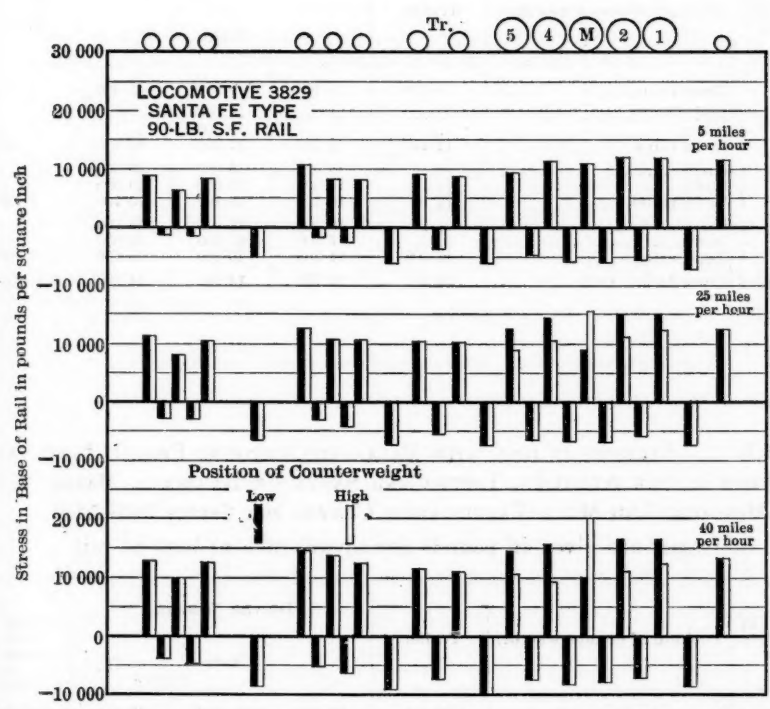 Tr.
5 4 M 2 1
30 000
LOCOMOTIVE 3829
SANTA FE TYPE
90-LB. S.F. RAIL
20 000
5 miles
per hour
10 000
0
—10 000
25 miles
per hour
10 000
0
—10 000
Position of Counterweight
Low High
20 000
40 miles
per hour
10 000
0
—10 000
Stress in Base of Rail in pounds per square inch